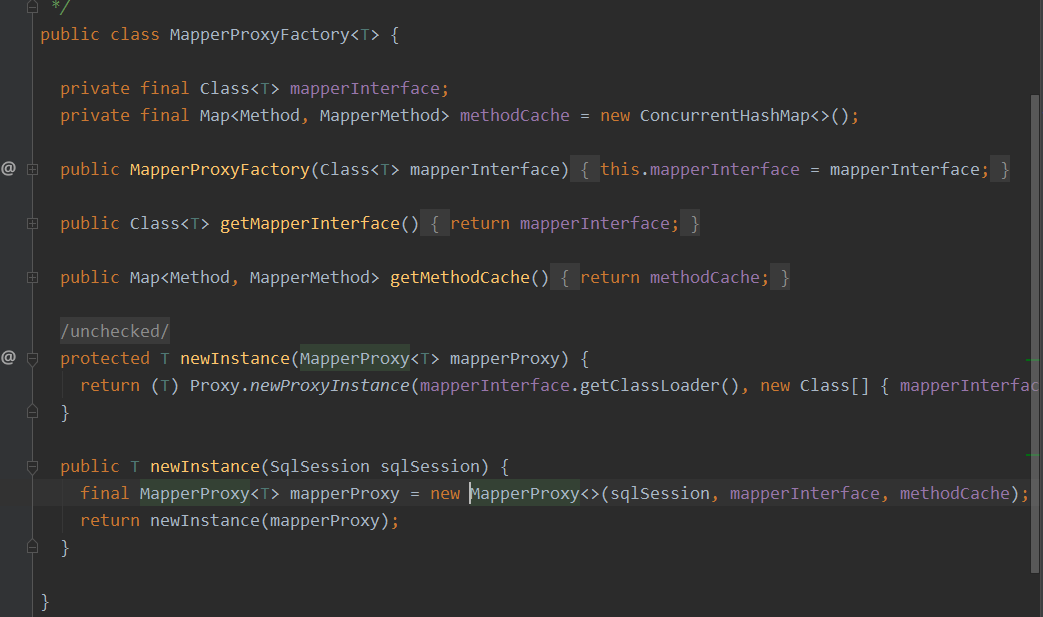 */
public class MapperProxyFactory<T> {
private final Class<T> mapperInterface;
private final Map<Method, MapperMethod> methodCache = new ConcurrentHashMap<>();
@ public MapperProxyFactory(Class<T> mapperInterface) { this.mapperInterface = mapperInterface; }
public Class<T> getMapperInterface() { return mapperInterface; }
public Map<Method, MapperMethod> getMethodCache() { return methodCache; }
/unchecked/
@ protected T newInstance(MapperProxy<T> mapperProxy) {
return (T) Proxy.newProxyInstance(mapperInterface.getClassLoader(), new Class[] { mapperInterfac
}
public T newInstance(SqlSession sqlSession) {
final MapperProxy<T> mapperProxy = new MapperProxy<>(sqlSession, mapperInterface, methodCache);
return newInstance(mapperProxy);
}
}